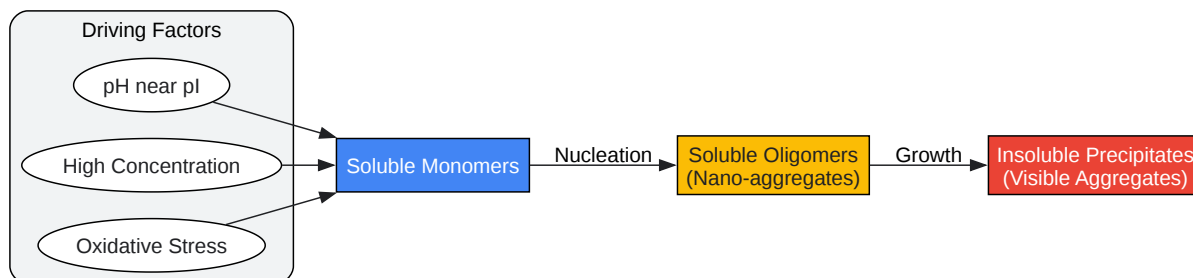 Driving Factors
pH near pI
High Concentration
Oxidative Stress
Soluble Monomers
Nucleation
Soluble Oligomers
(Nano-aggregates)
Growth
Insoluble Precipitates
(Visible Aggregates)